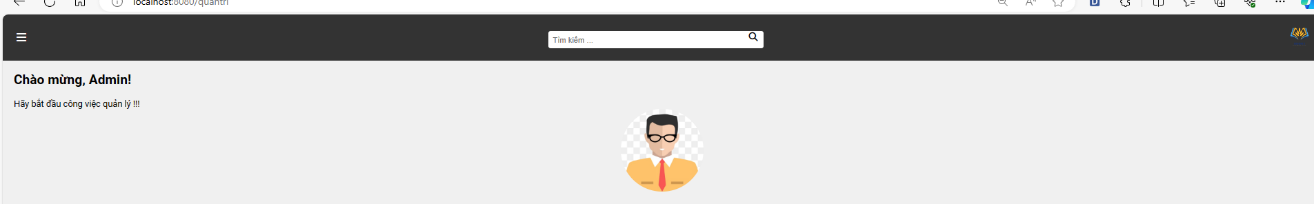 localhost:8080/quantri
Tìm kiếm ...
Chào mừng, Admin!
Hãy bắt đầu công việc quản lý !!!